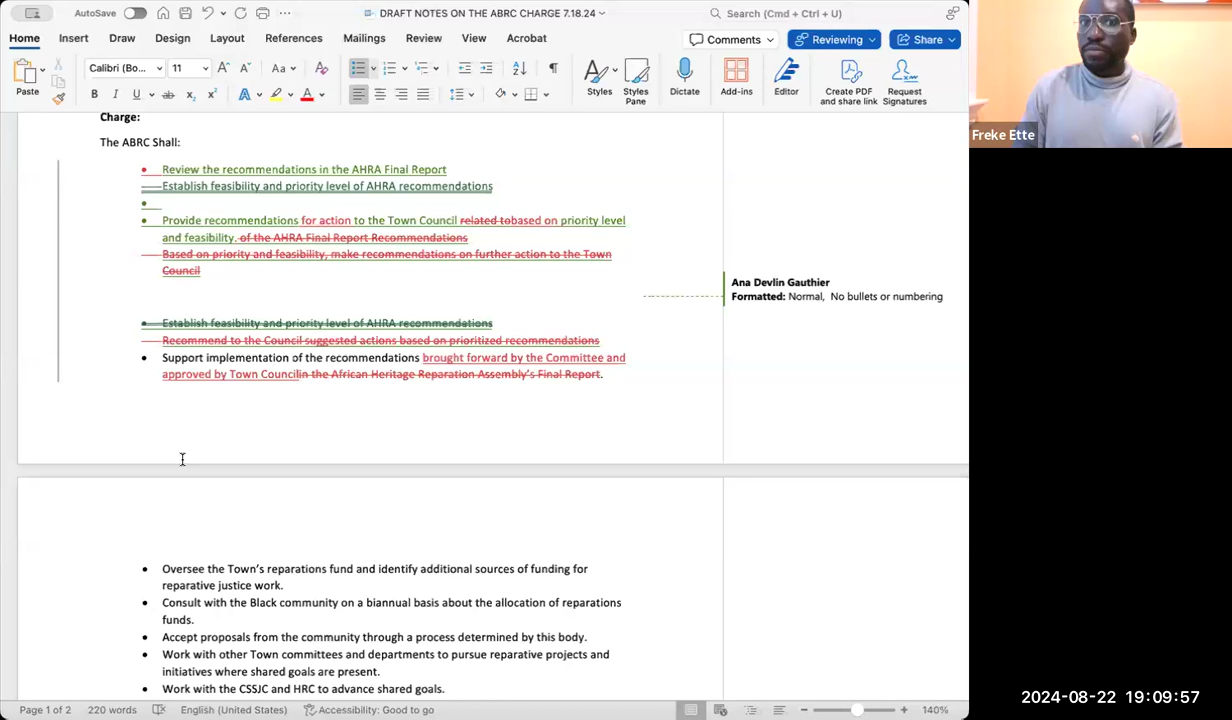 AutoSave
DRAFT NOTES ON THE ABRC CHARGE 7.18.24
Search (Cmd + Ctrl + U)
Home Insert Draw Design Layout References Mailings Review View Acrobat
Comments Reviewing Share
Calibri (Bo... 11
Paste
Styles
Styles Pane
Dictate
Add-ins
Editor
Create PDF and share link
Request Signatures
Freke Ette
Charge:
The ABRC Shall:
Review the recommendations in the AHRA Final Report
Establish feasibility and priority level of AHRA recommendations
Provide recommendations for action to the Town Council related tobased on priority level
and feasibility. of the AHRA Final Report Recommendations
Based on priority and feasibility, make recommendations on further action to the Town
Council
Ana Devlin Gauthier
Formatted: Normal, No bullets or numbering
Establish feasibility and priority level of AHRA recommendations
Recommend to the Council suggested actions based on prioritized recommendations
Support implementation of the recommendations brought forward by the Committee and
approved by Town Councilin the African Heritage Reparation Assembly's Final Report.
Oversee the Town's reparations fund and identify additional sources of funding for
reparative justice work.
Consult with the Black community on a biannual basis about the allocation of reparations
funds.
Accept proposals from the community through a process determined by this body.
Work with other Town committees and departments to pursue reparative projects and
initiatives where shared goals are present.
Work with the CSSJC and HRC to advance shared goals.
2024-08-22 19:09:57
Page 1 of 2 220 words English (United States) Accessibility: Good to go 140%